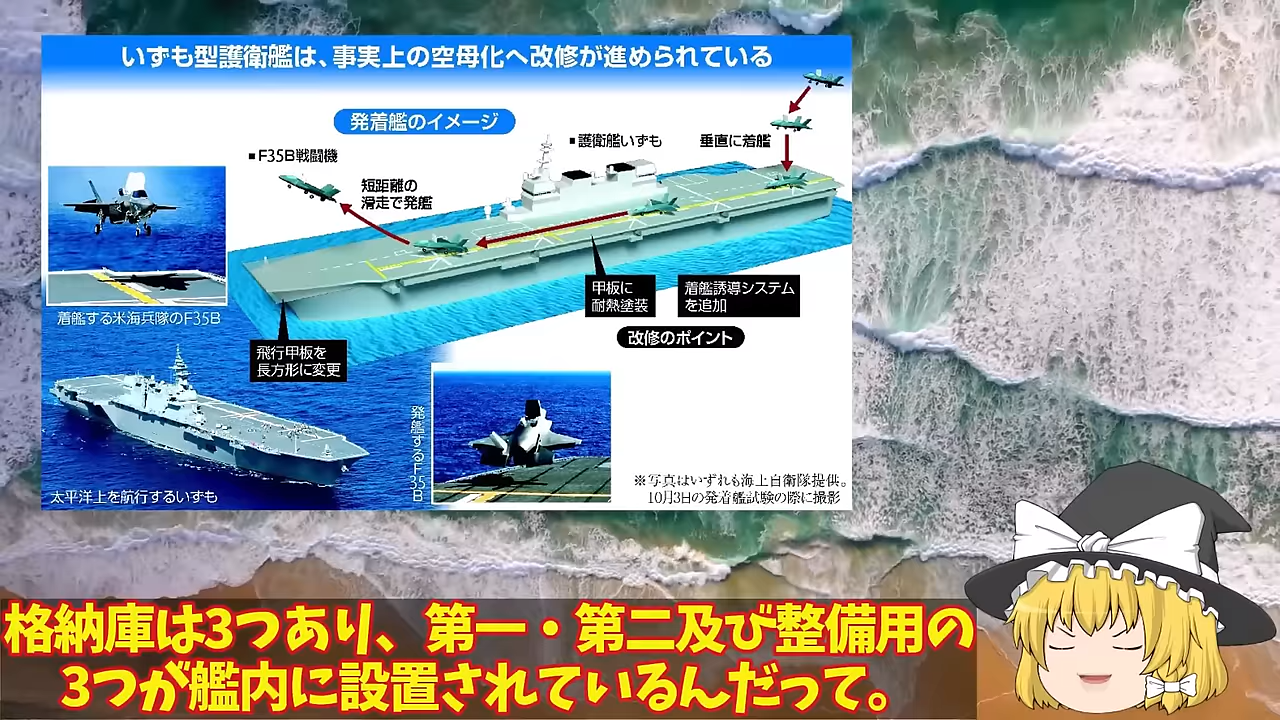 いずも型護衛艦は、事実上の空母化へ改修が進められている
発着艦のイメージ
■F35B戦闘機
短距離の
滑走で発艦
■護衛艦いずも
垂直に着艦
着艦する米海兵隊のF35B
甲板に
耐熱塗装
着艦誘導システム
を追加
改修のポイント
飛行甲板を
長方形に変更
太平洋上を航行するいずも
発艦するF35B
※写真はいずれも海上自衛隊提供。
10月3日の発着艦試験の際に撮影
格納庫は3つあり、第一・第二及び整備用の
3つが艦内に設置されているんだって。